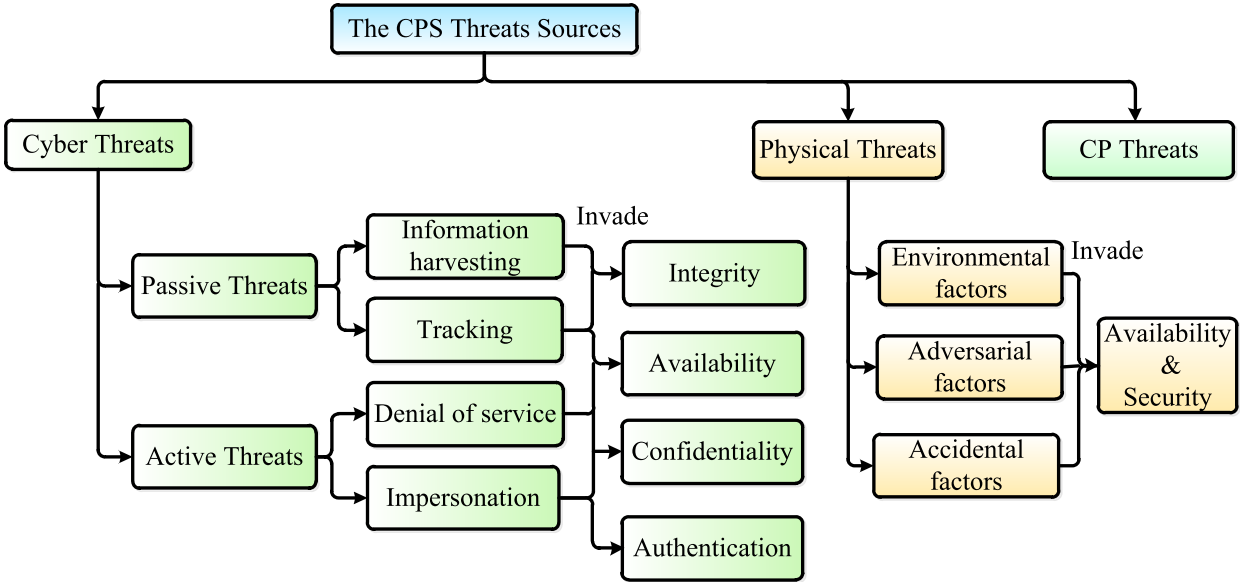 The CPS Threats Sources
Cyber Threats
Physical Threats
CP Threats
Passive Threats
Active Threats
Information
harvesting
Tracking
Denial of service
Impersonation
Invade
Integrity
Availability
Confidentiality
Authentication
Environmental
factors
Adversarial
factors
Accidental
factors
Invade
Availability
&
Security